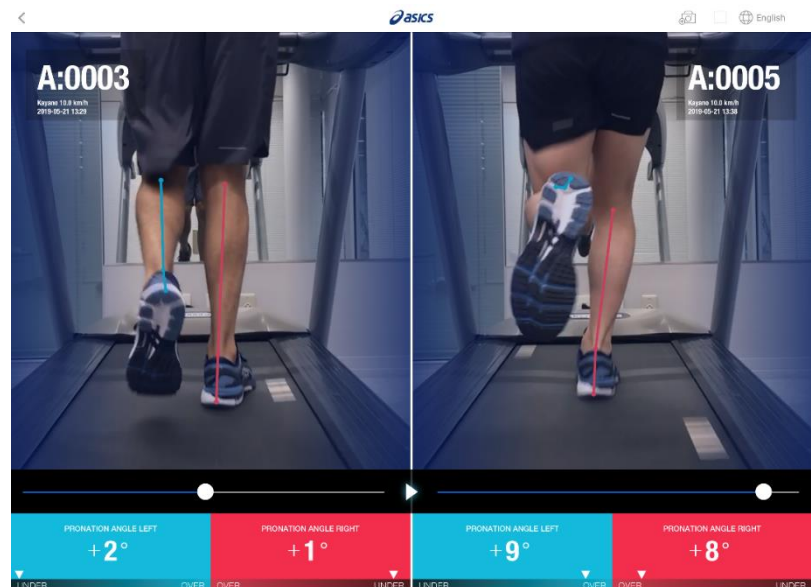 asics
English
A:0003
Kayane 10.0 km/h
2019-05-21 13:29
A:0005
Kayane 10.0 km/h
2019-05-21 13:38
PRONATION ANGLE LEFT
+2°
PRONATION ANGLE RIGHT
+1°
PRONATION ANGLE LEFT
+9°
PRONATION ANGLE RIGHT
+8°
UNDER
OVER
OVER
UNDER
UNDER
OVER
OVER
UNDER